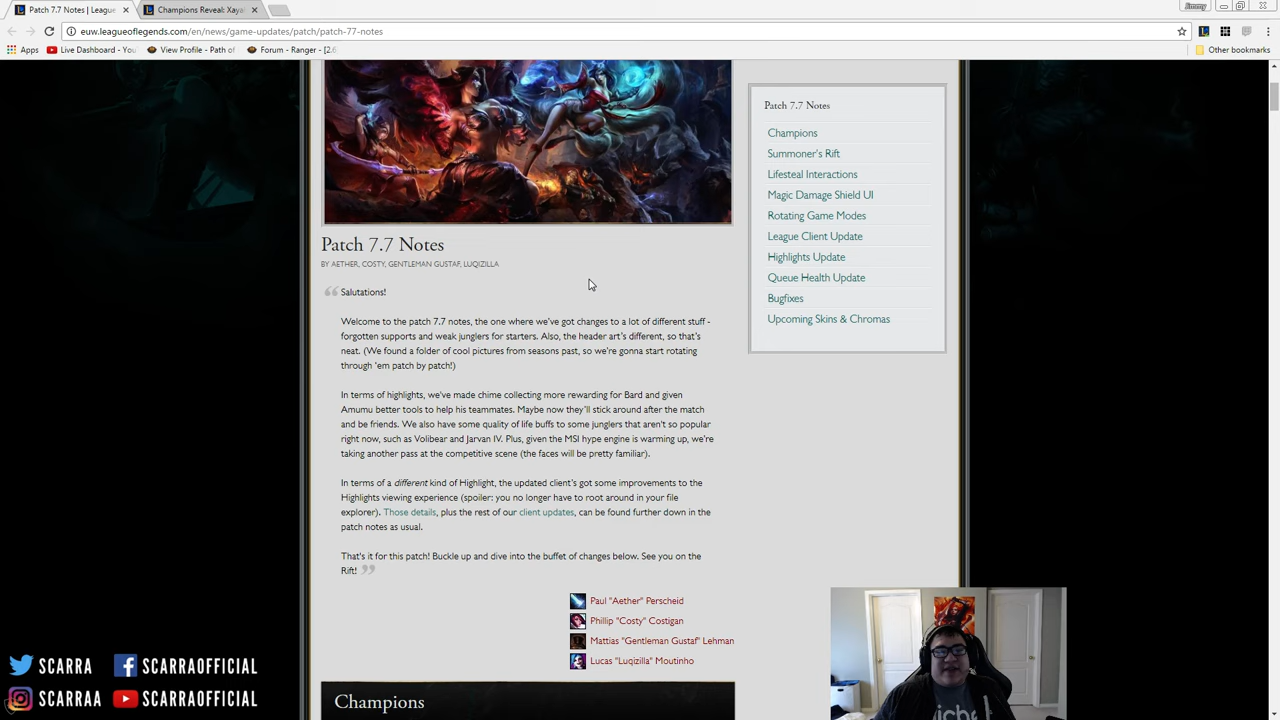 Patch 7.7 Notes | League
Champions Reveal: Xaya
Jimmy
euw.leagueoflegends.com/en/news/game-updates/patch/patch-77-notes
Apps
Live Dashboard - You
View Profile - Path of
Forum - Ranger - [2.6
Other bookmarks
Patch 7.7 Notes
Champions
Summoner's Rift
Lifesteal Interactions
Magic Damage Shield UI
Rotating Game Modes
League Client Update
Highlights Update
Queue Health Update
Bugfixes
Upcoming Skins & Chromas
Patch 7.7 Notes
BY AETHER, COSTY, GENTLEMAN GUSTAF, LUQIZILLA
Salutations!
Welcome to the patch 7.7 notes, the one where we've got changes to a lot of different stuff -
forgotten supports and weak junglers for starters. Also, the header art's different, so that's
neat. (We found a folder of cool pictures from seasons past, so we're gonna start rotating
through 'em patch by patch!)
In terms of highlights, we've made chime collecting more rewarding for Bard and given
Amumu better tools to help his teammates. Maybe now they'll stick around after the match
and be friends. We also have some quality of life buffs to some junglers that aren't so popular
right now, such as Volibear and Jarvan IV. Plus, given the MSI hype engine is warming up, we're
taking another pass at the competitive scene (the faces will be pretty familiar).
In terms of a different kind of Highlight, the updated client's got some improvements to the
Highlights viewing experience (spoiler: you no longer have to root around in your file
explorer). Those details, plus the rest of our client updates, can be found further down in the
patch notes as usual.
That's it for this patch! Buckle up and dive into the buffet of changes below. See you on the
Rift!
Paul "Aether" Perscheid
Phillip "Costy" Costigan
Mattias "Gentleman Gustaf" Lehman
Lucas "Luqizilla" Moutinho
Champions
SCARRA
SCARRAOFFICIAL
SCARRAA
SCARRAOFFICIAL